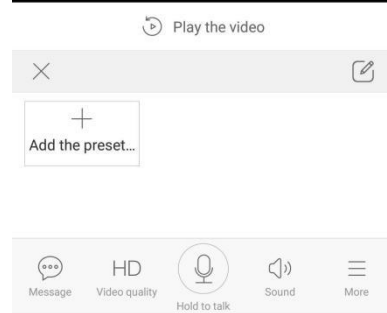 Play the video
Add the preset...
HD
Message
Video quality
Hold to talk
Sound
More